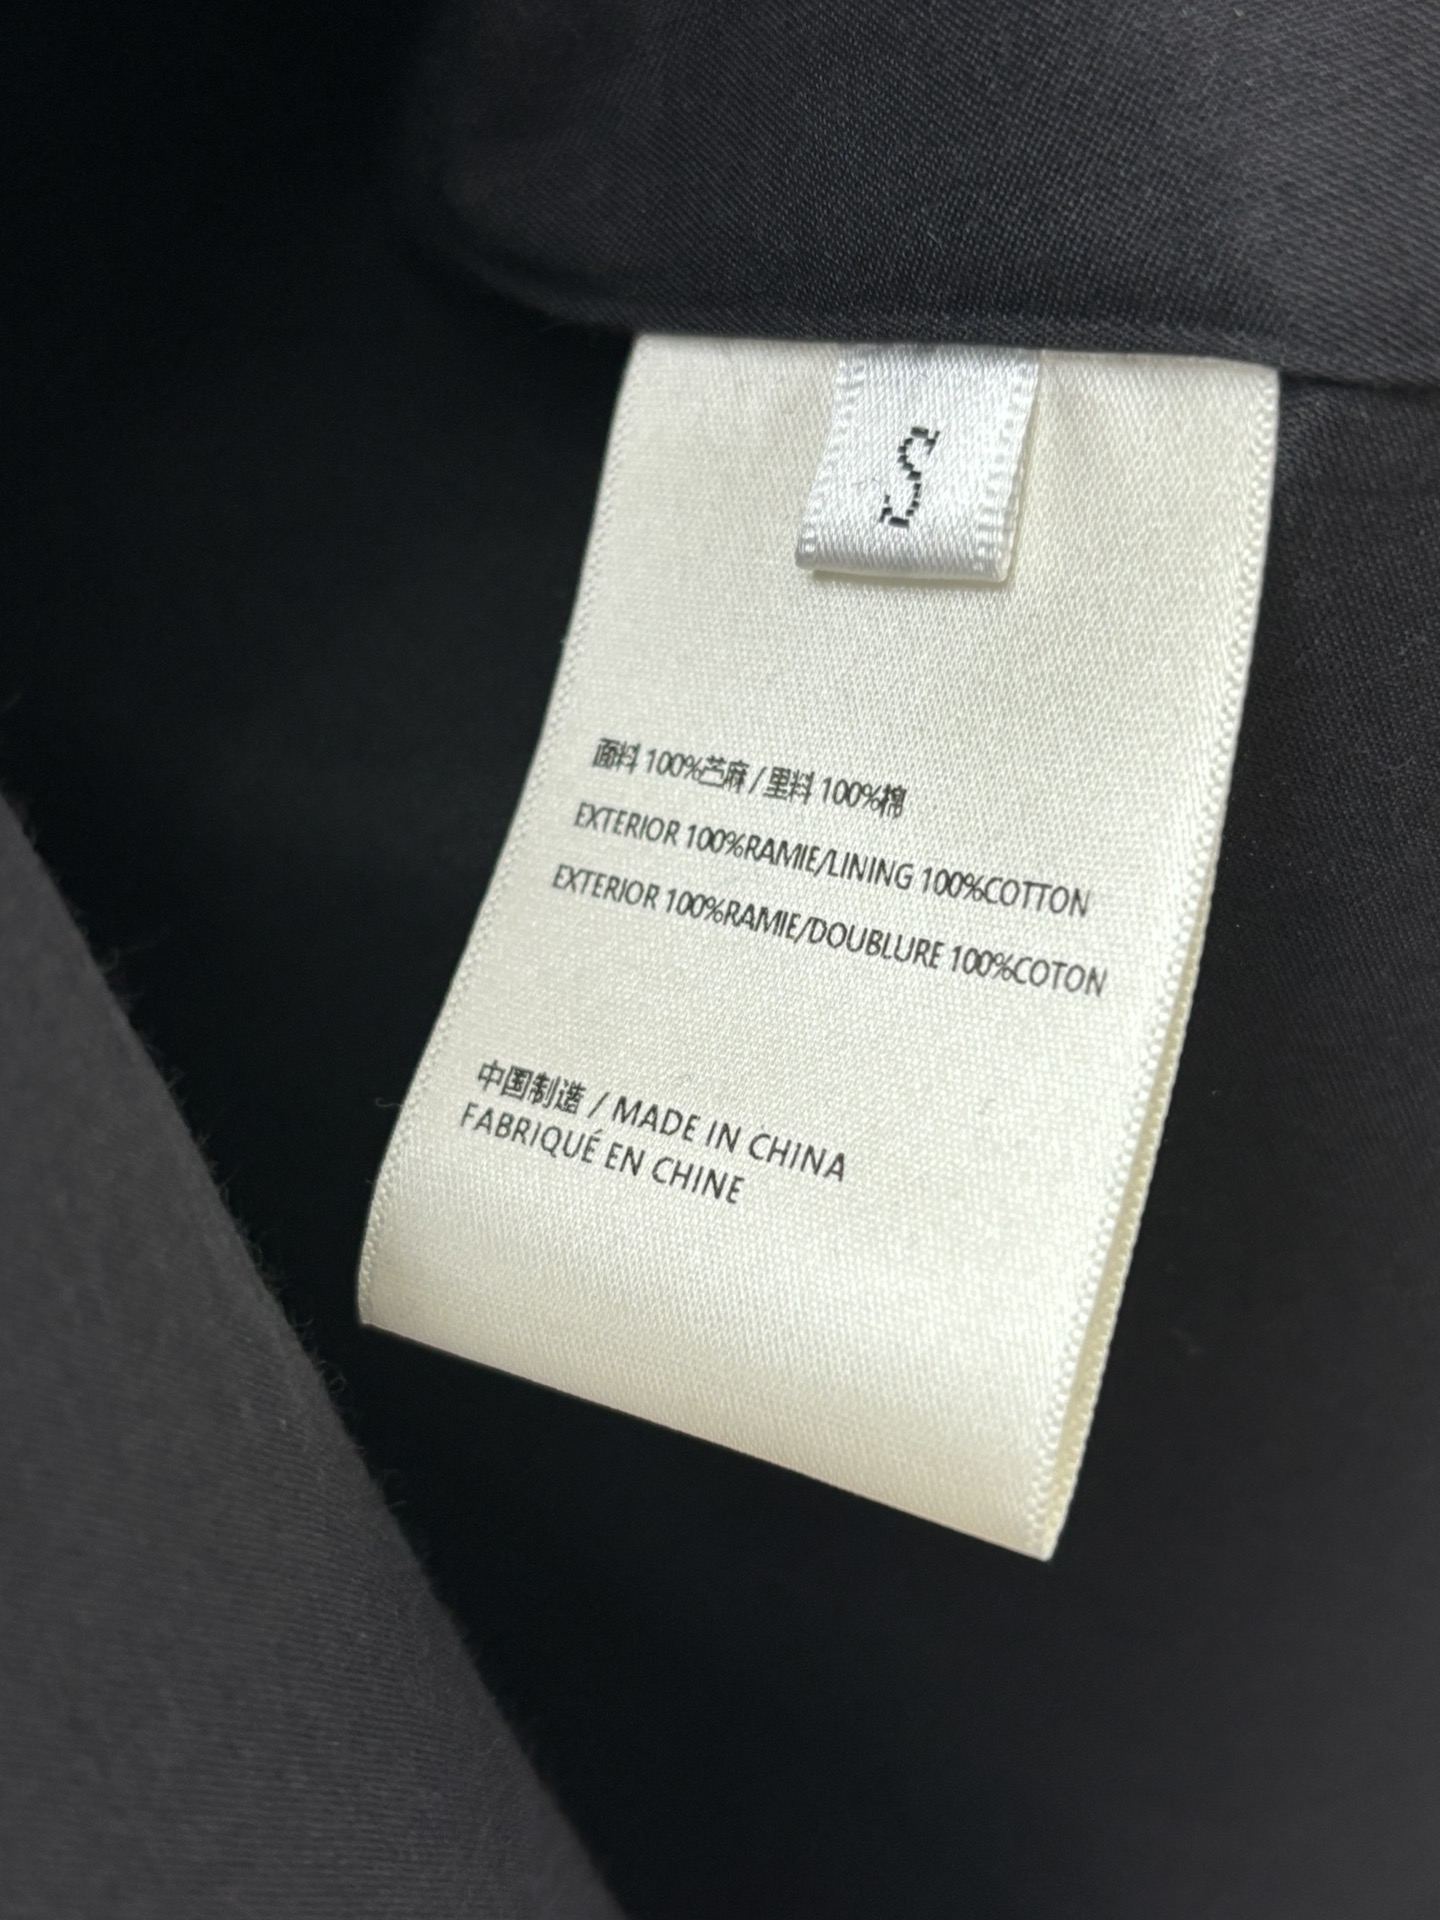 S
面料 100%苎麻 / 里料 100%棉
EXTERIOR 100%RAMIE/LINING 100%COTTON
EXTERIOR 100%RAMIE/DOUBLURE 100%COTON
中国制造 / MADE IN CHINA
FABRIQUÉ EN CHINE